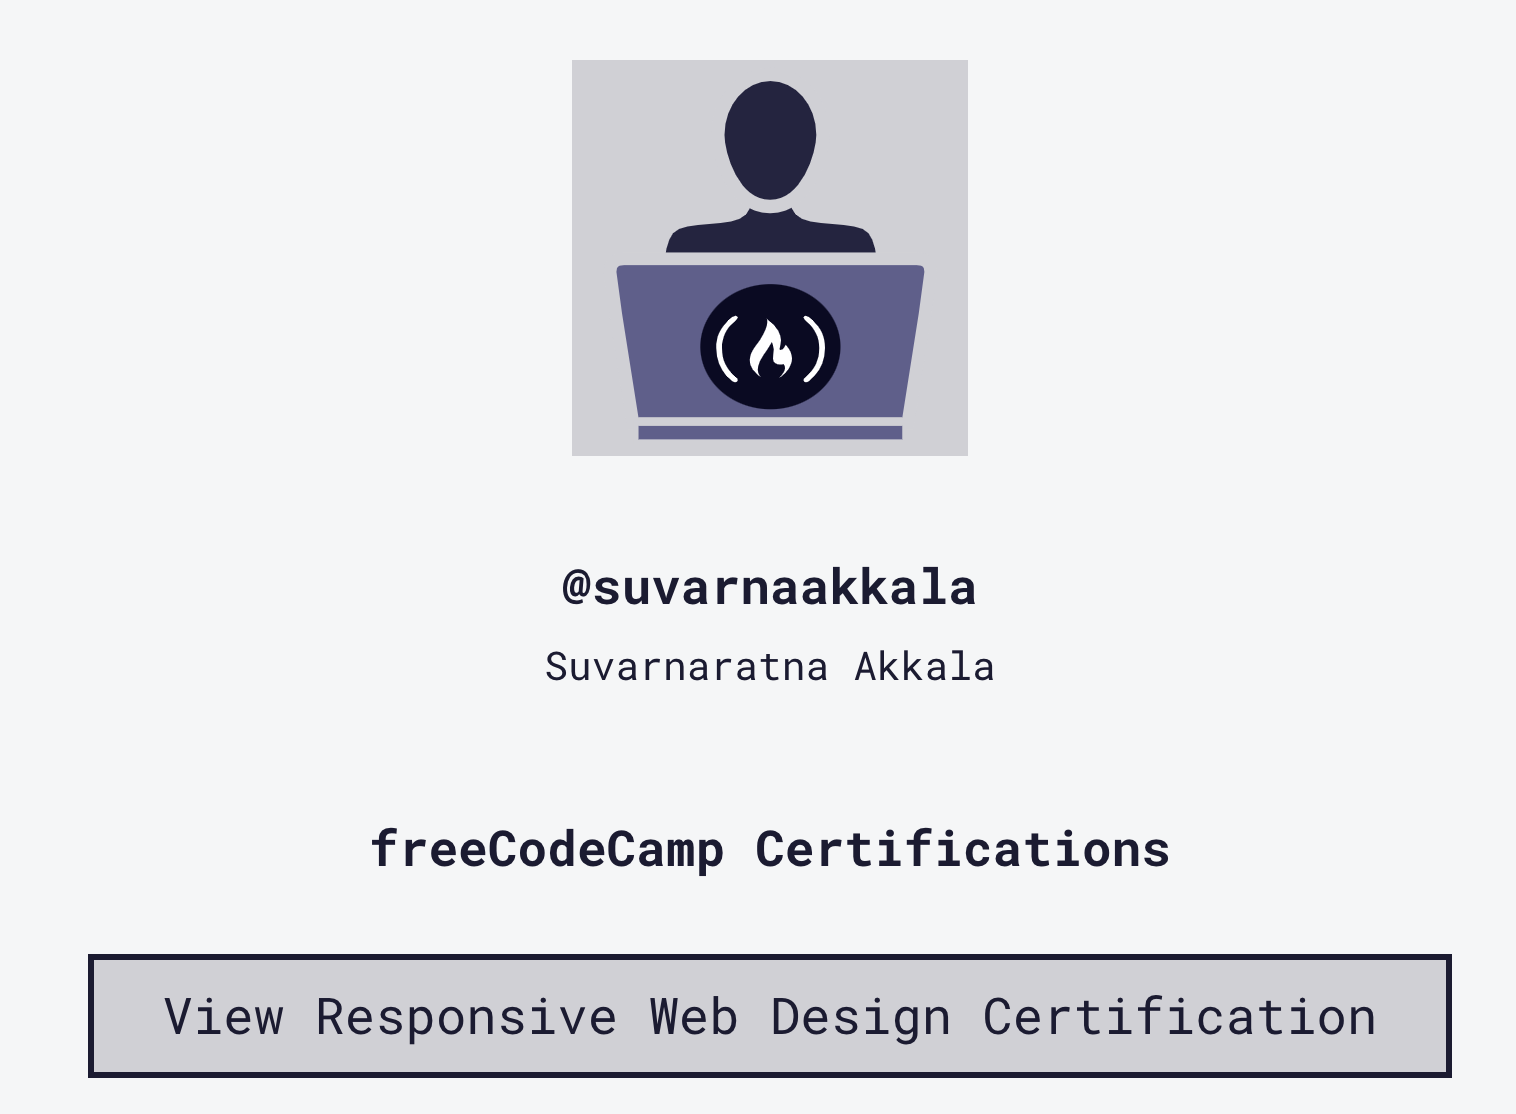 @suvarnaakkala
Suvarnaratna Akkala
freeCodeCamp Certifications
View Responsive Web Design Certification